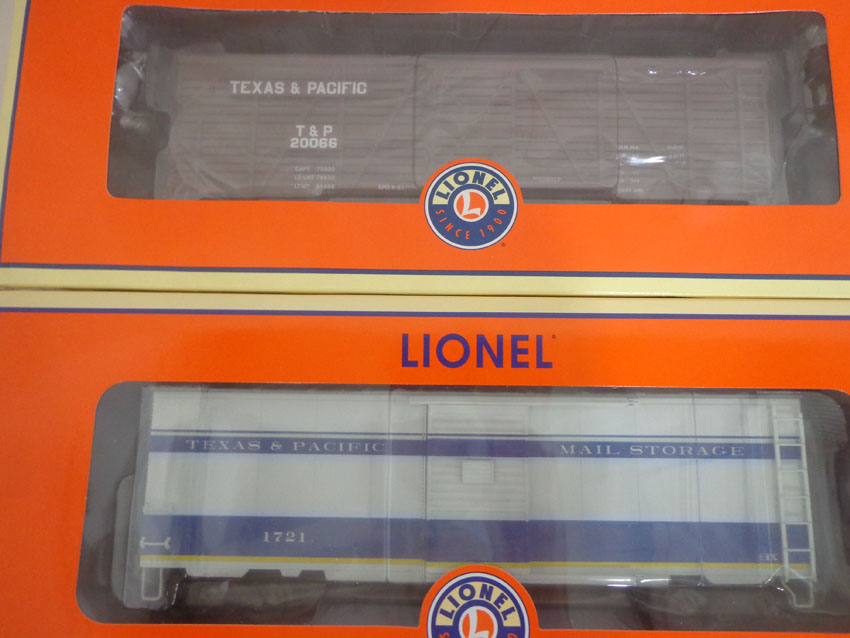 TEXAS & PACIFIC
T & P
20066
LIONEL
L
SINCE 1900
LIONEL
TEXAS & PACIFIC MAIL STORAGE
1721
LIONEL
L